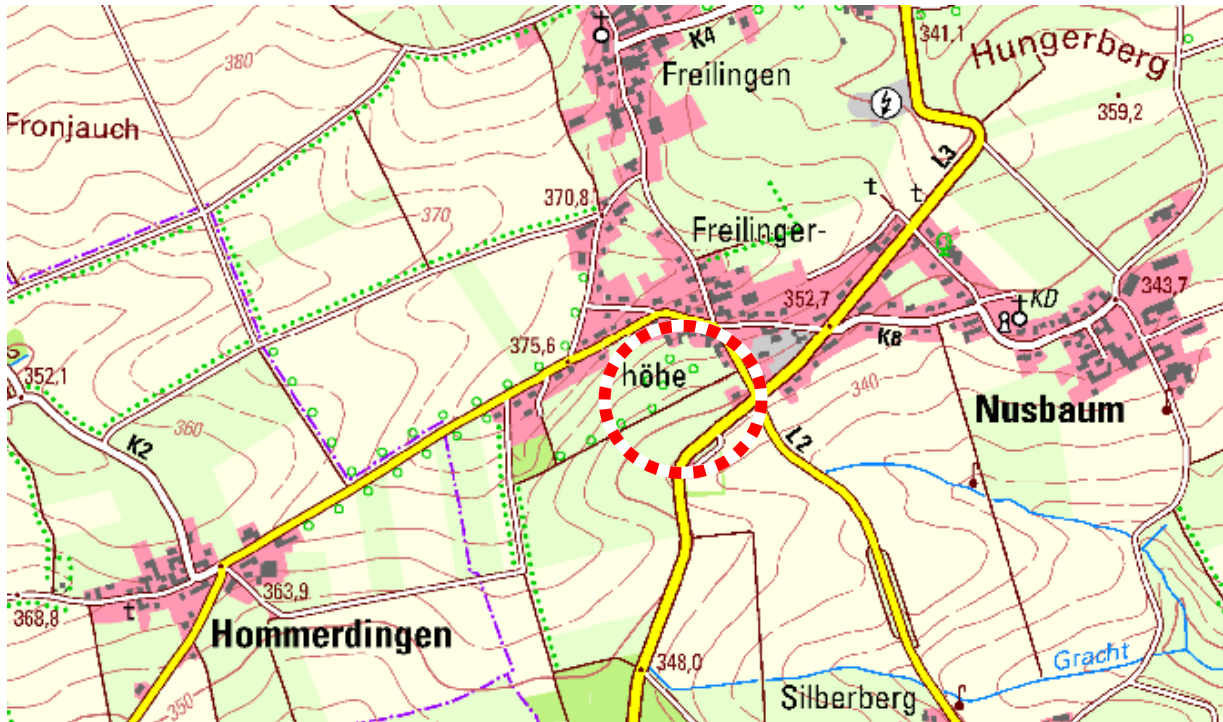 341,1
K4
Hungerberg
380
Freilingen
359,2
Fronjauch
L3
370,8
370
Freilinger-
352,7
KD
343,7
K8
375,6
höhe
340
352,1
Nusbaum
K2
360
L2
363,9
368,8
Hommerdingen
Gracht
348,0
350
Silberberg